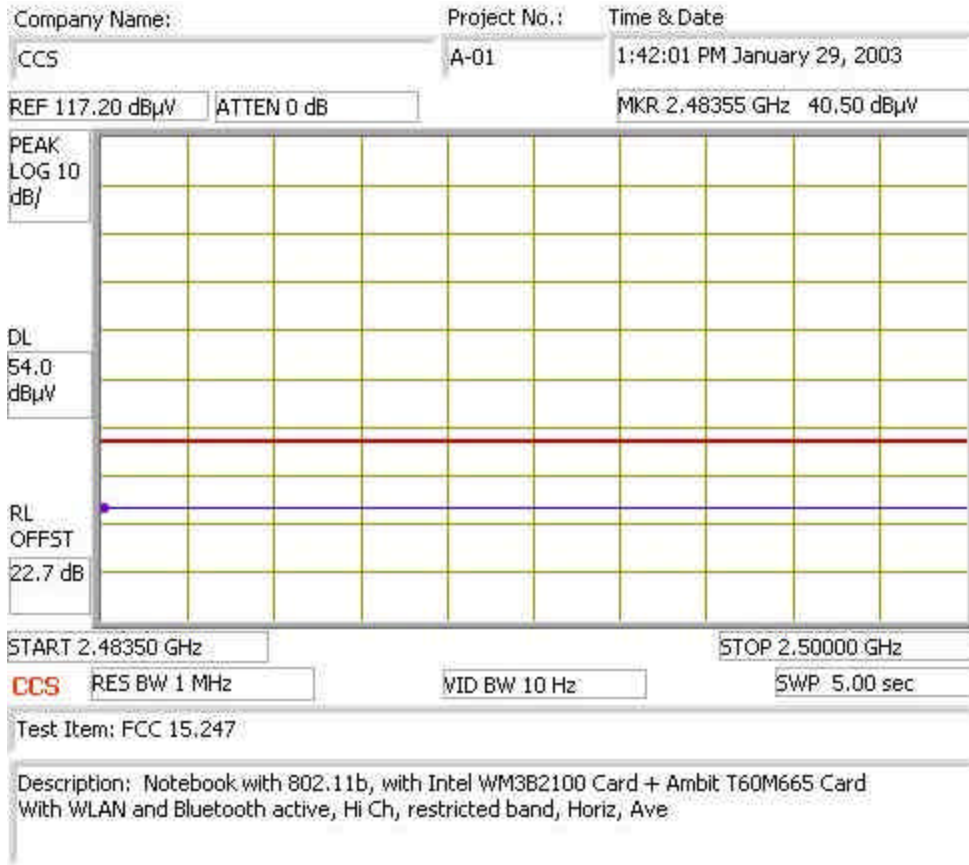 Company Name: Project No.: Time & Date
CCS A-01 1:42:01 PM January 29, 2003
REF 117.20 dBµV ATTEN 0 dB MKR 2.48355 GHz 40.50 dBµV
PEAK
LOG 10
dB/
DL
54.0
dBµV
RL
OFFST
22.7 dB
START 2.48350 GHz STOP 2.50000 GHz
CCS RES BW 1 MHz VID BW 10 Hz SWP 5.00 sec
Test Item: FCC 15.247
Description: Notebook with 802.11b, with Intel WM3B2100 Card + Ambit T60M665 Card
With WLAN and Bluetooth active, Hi Ch, restricted band, Horiz, Ave